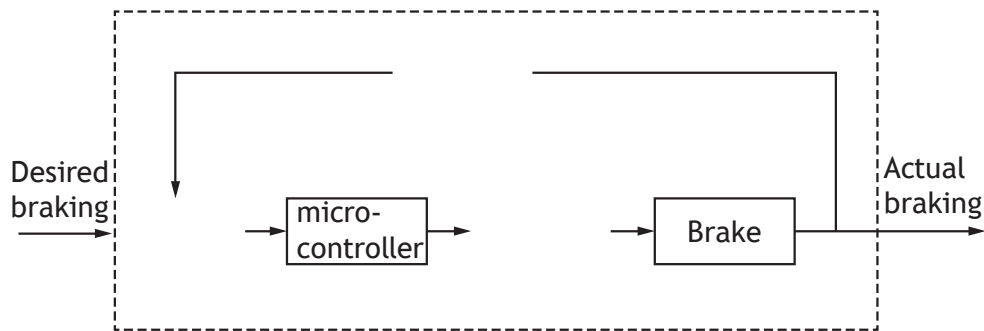 Desired
braking
micro-
controller
Brake
Actual
braking